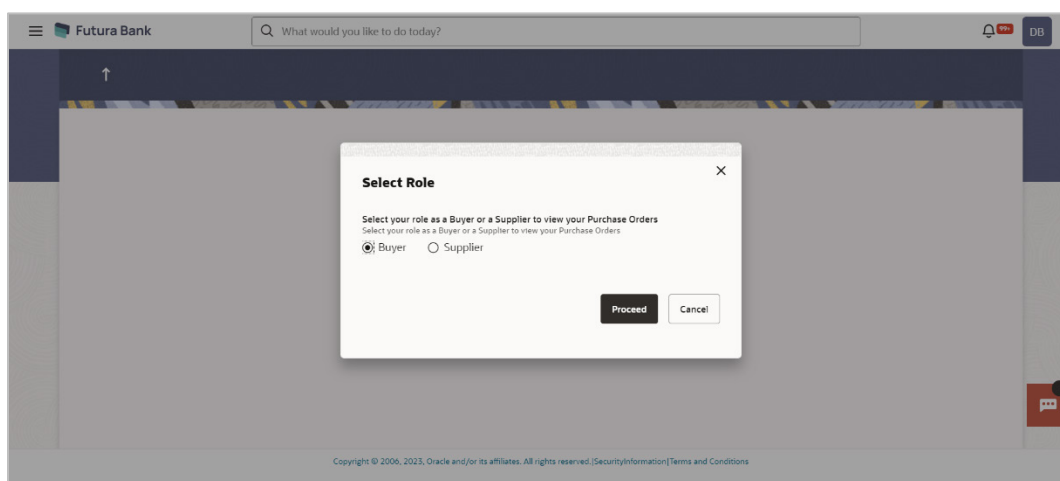 Futura Bank
What would you like to do today?
99+
DB
Select Role
Select your role as a Buyer or a Supplier to view your Purchase Orders
Select your role as a Buyer or a Supplier to view your Purchase Orders
Buyer Supplier
Proceed Cancel
Copyright © 2006, 2023, Oracle and/or its affiliates. All rights reserved.|SecurityInformation|Terms and Conditions